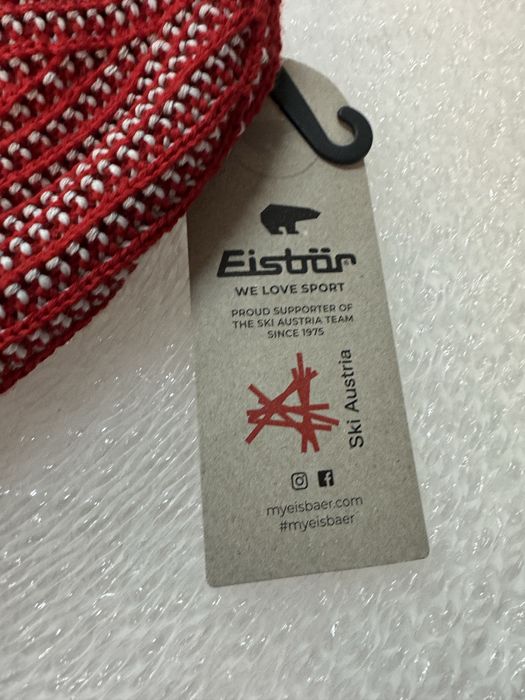 Eisbär
WE LOVE SPORT
PROUD SUPPORTER OF
THE SKI AUSTRIA TEAM
SINCE 1975
Ski Austria
myeisbaer.com
#myeisbaer